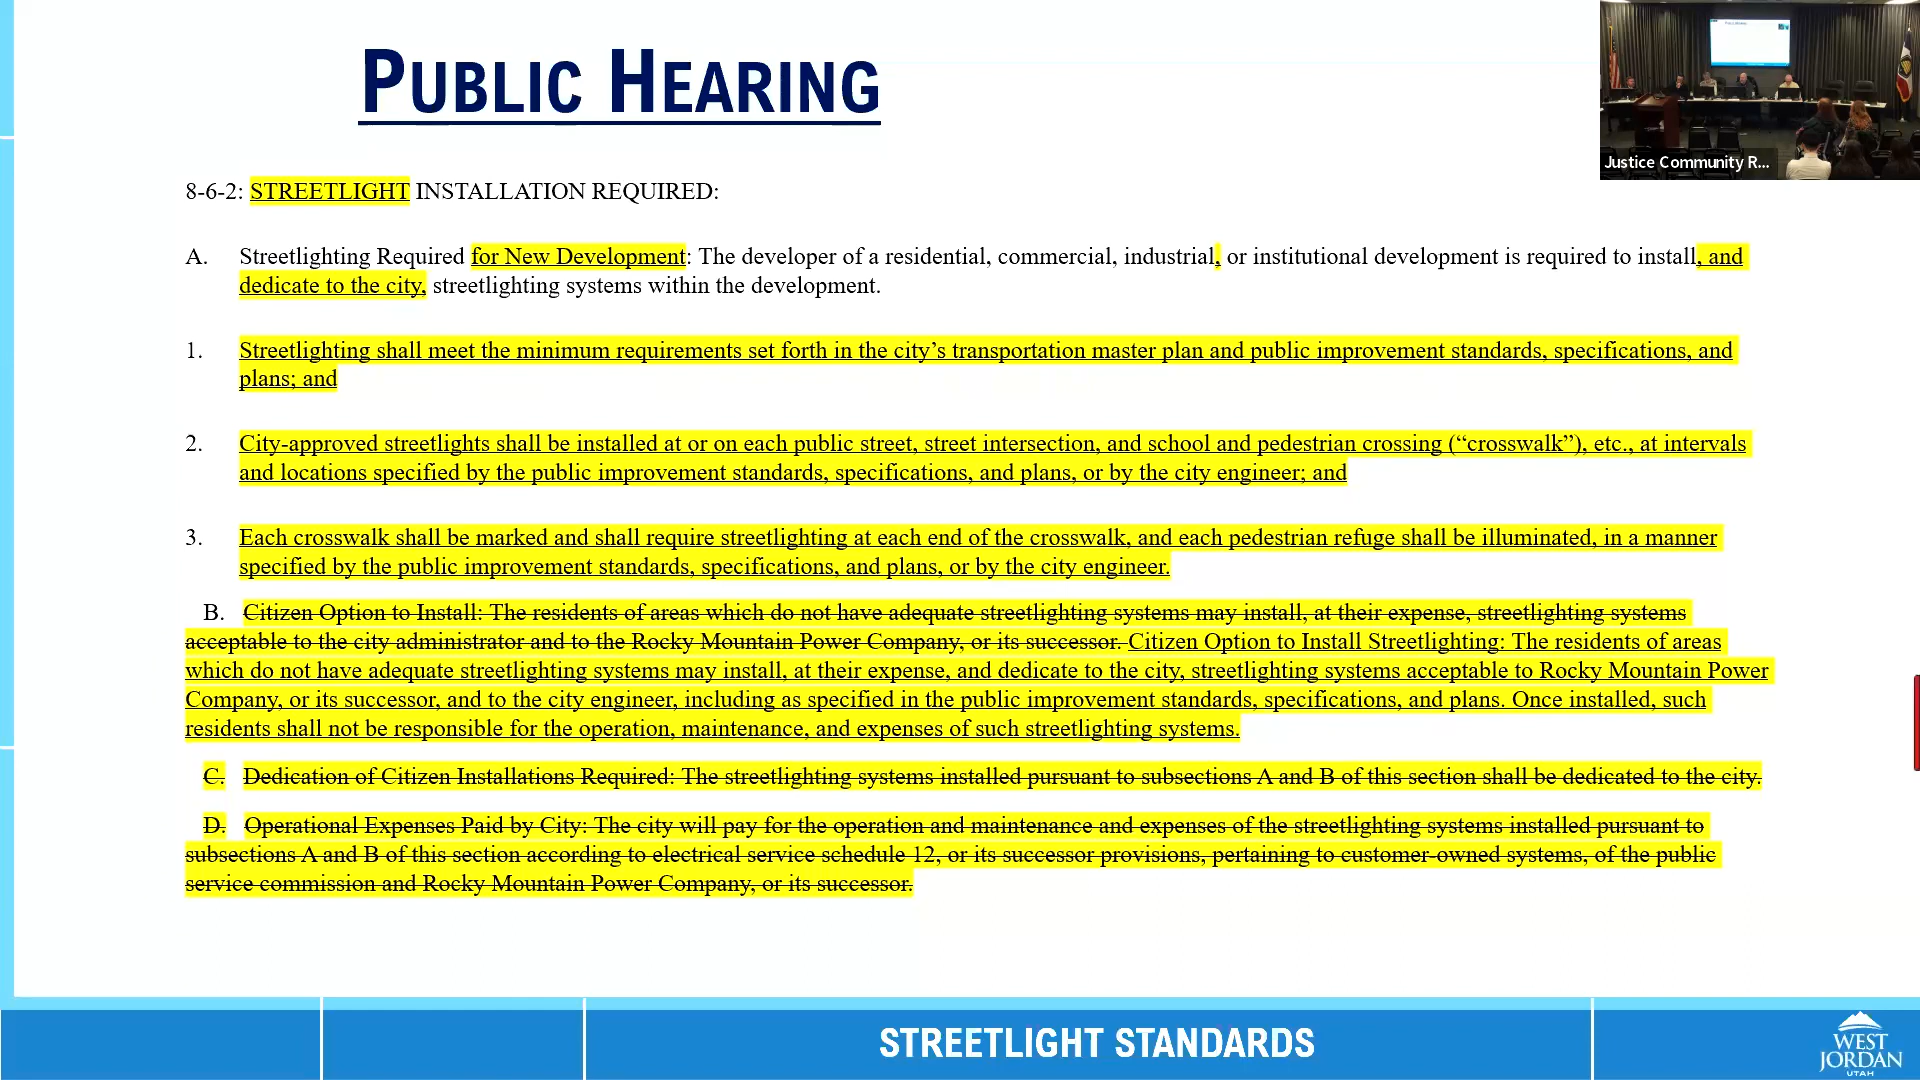 PUBLIC HEARING
Justice Community R...
8-6-2: STREETLIGHT INSTALLATION REQUIRED:
A. Streetlighting Required for New Development: The developer of a residential, commercial, industrial, or institutional development is required to install, and
dedicate to the city, streetlighting systems within the development.
1. Streetlighting shall meet the minimum requirements set forth in the city’s transportation master plan and public improvement standards, specifications, and
plans; and
2. City-approved streetlights shall be installed at or on each public street, street intersection, and school and pedestrian crossing (“crosswalk”), etc., at intervals
and locations specified by the public improvement standards, specifications, and plans, or by the city engineer; and
3. Each crosswalk shall be marked and shall require streetlighting at each end of the crosswalk, and each pedestrian refuge shall be illuminated, in a manner
specified by the public improvement standards, specifications, and plans, or by the city engineer.
B. Citizen Option to Install: The residents of areas which do not have adequate streetlighting systems may install, at their expense, streetlighting systems
acceptable to the city administrator and to the Rocky Mountain Power Company, or its successor. Citizen Option to Install Streetlighting: The residents of areas
which do not have adequate streetlighting systems may install, at their expense, and dedicate to the city, streetlighting systems acceptable to Rocky Mountain Power
Company, or its successor, and to the city engineer, including as specified in the public improvement standards, specifications, and plans. Once installed, such
residents shall not be responsible for the operation, maintenance, and expenses of such streetlighting systems.
C. Dedication of Citizen Installations Required: The streetlighting systems installed pursuant to subsections A and B of this section shall be dedicated to the city.
D. Operational Expenses Paid by City: The city will pay for the operation and maintenance and expenses of the streetlighting systems installed pursuant to
subsections A and B of this section according to electrical service schedule 12, or its successor provisions, pertaining to customer-owned systems, of the public
service commission and Rocky Mountain Power Company, or its successor.
STREETLIGHT STANDARDS
WEST
JORDAN
UTAH